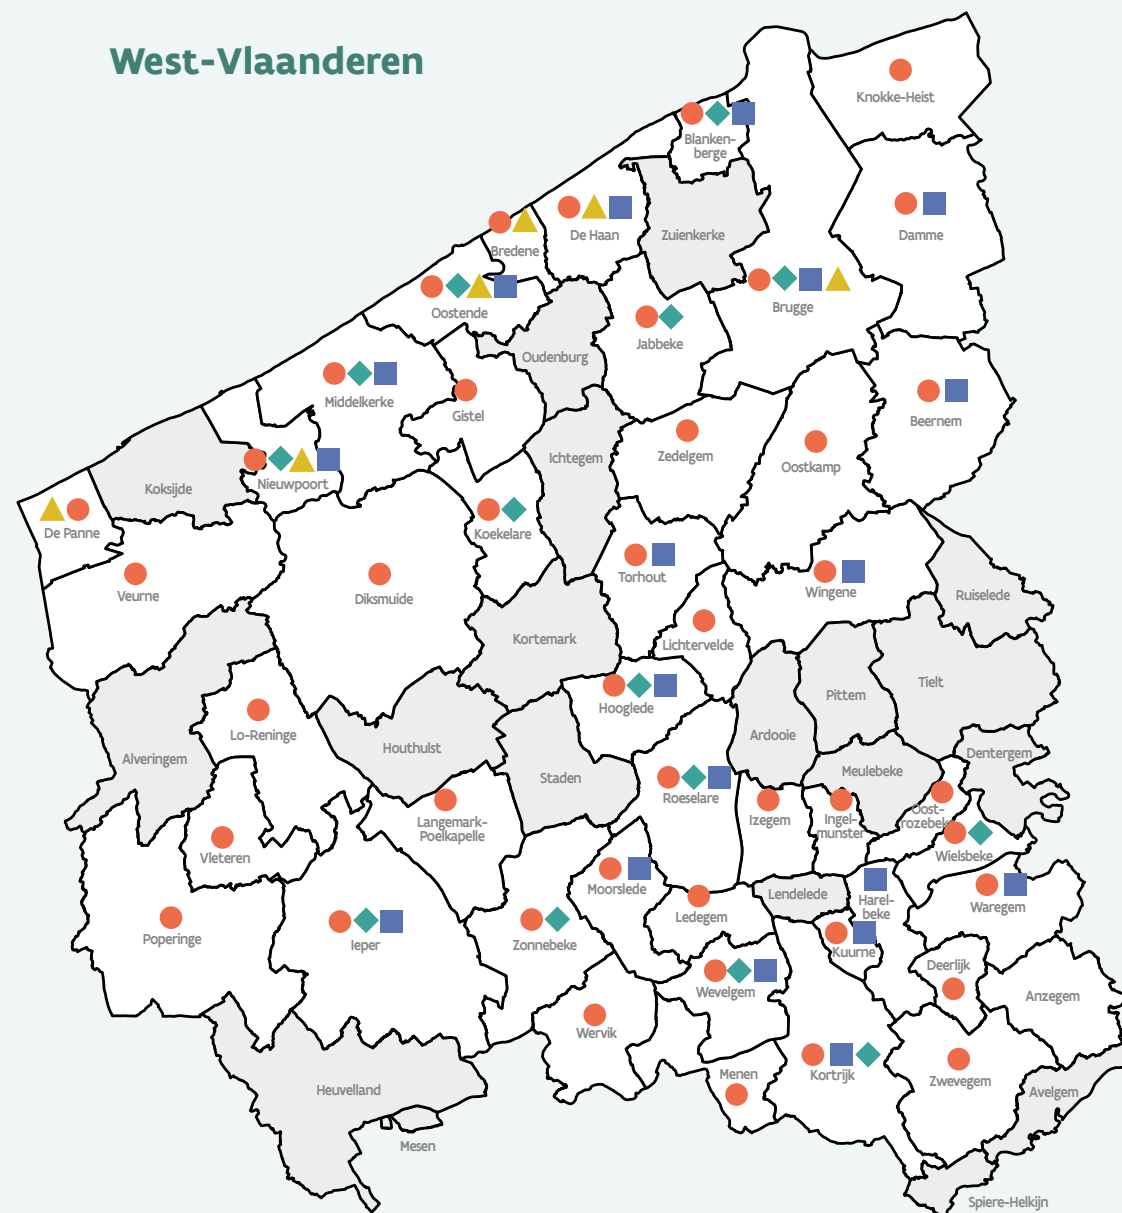 West-Vlaanderen
Knokke-Heist
Blanken-
berge
De Haan
Zuienkerke
Damme
Bredene
Oostende
Brugge
Jabbeke
Oudenburg
Middelkerke
Gistel
Beernem
Zedelgem
Oostkamp
Ichtegem
Koksijde
Nieuwpoort
De Panne
Koekelare
Torhout
Veurne
Diksmuide
Wingene
Ruiselede
Kortemark
Lichtervelde
Tielt
Pittem
Hooglede
Lo-Reninge
Ardooie
Houthulst
Alveringem
Dentergem
Staden
Meulebeke
Roeselare
Oost-
rozebeke
Langemark-
Poelkapelle
Izegem
Ingel-
munster
Vleteren
Wielsbeke
Moorslede
Lendelede
Harel-
beke
Waregem
Ledegem
Poperinge
Ieper
Zonnebeke
Kuurne
Deerlijk
Wevelgem
Anzegem
Wervik
Menen
Kortrijk
Zwevegem
Heuvelland
Avelgem
Mesen
Spiere-Helkijn